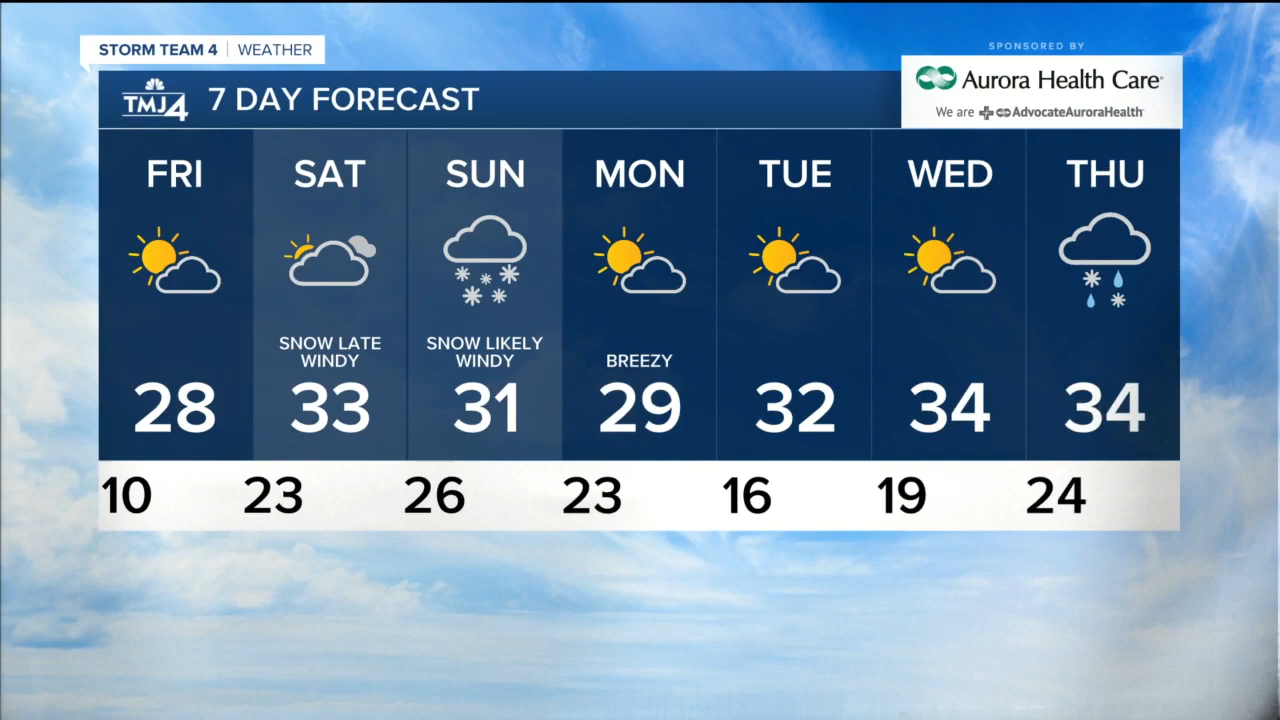 STORM TEAM 4 | WEATHER
SPONSORED BY
Aurora Health Care®
We are AdvocateAuroraHealth™
TMJ4 7 DAY FORECAST
FRI SAT SUN MON TUE WED THU
SNOW LATE SNOW LIKELY
WINDY WINDY BREEZY
28 33 31 29 32 34 34
10 23 26 23 16 19 24